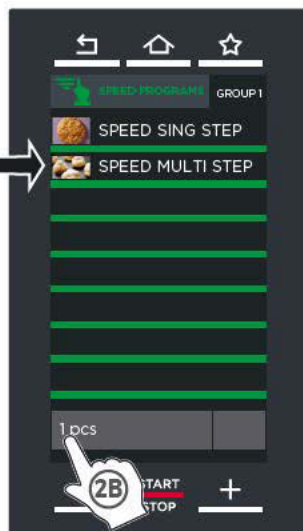 SPEED PROGRAMS GROUP 1
SPEED SING STEP
SPEED MULTI STEP
1 pcs
2B
START
STOP